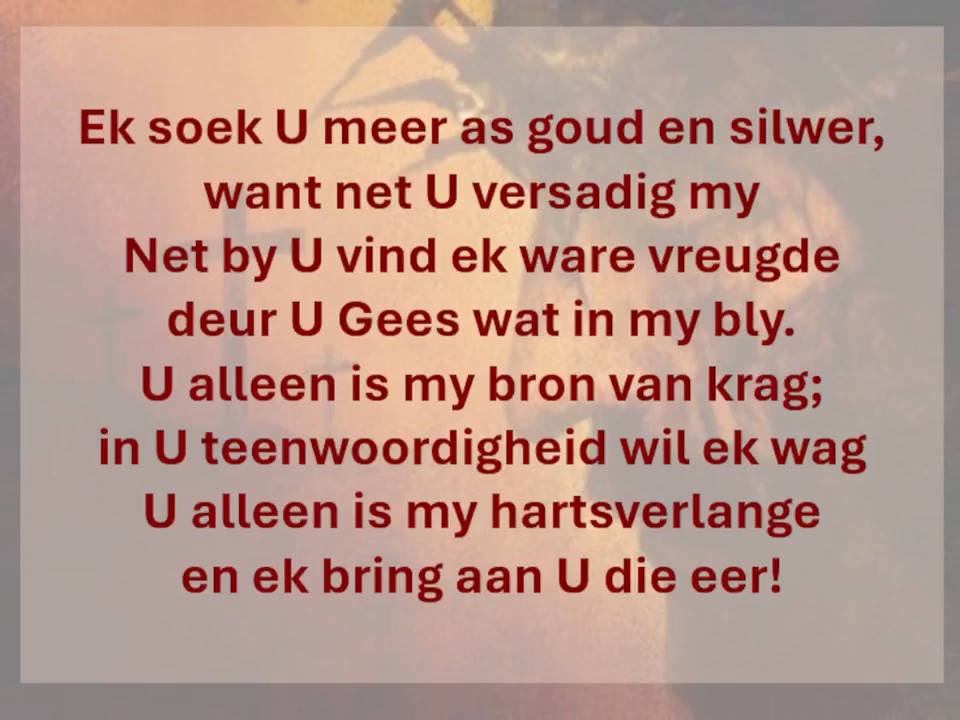 Ek soek U meer as goud en silwer,
want net U versadig my
Net by U vind ek ware vreugde
deur U Gees wat in my bly.
U alleen is my bron van krag;
in U teenwoordigheid wil ek wag
U alleen is my hartsverlange
en ek bring aan U die eer!